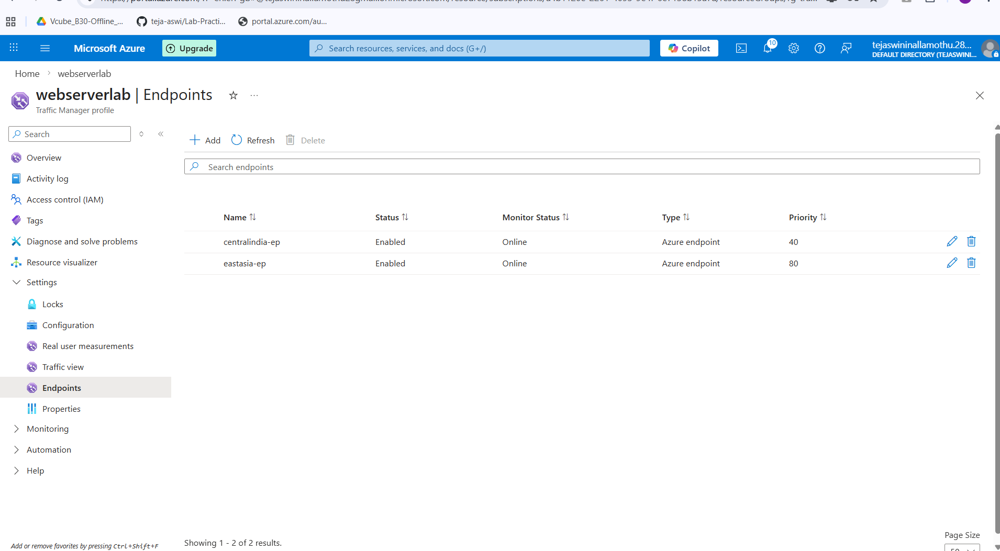 Vcube_B30-Offline_...
teja-aswi/Lab-Practi...
portal.azure.com/au...
Microsoft Azure
Upgrade
Search resources, services, and docs (G+/)
Copilot
10
tejaswininallamothu.28...
DEFAULT DIRECTORY (TEJASWINI...
Home > webserverlab
webserverlab | Endpoints
Traffic Manager profile
Search
Add
Refresh
Delete
Search endpoints
Overview
Activity log
Access control (IAM)
Tags
Diagnose and solve problems
Resource visualizer
Settings
Locks
Configuration
Real user measurements
Traffic view
Endpoints
Properties
Monitoring
Automation
Help
Name Status Monitor Status Type Priority
centralindia-ep Enabled Online Azure endpoint 40
eastasia-ep Enabled Online Azure endpoint 80
Add or remove favorites by pressing Ctrl+Shift+F
Showing 1 - 2 of 2 results.
Page Size